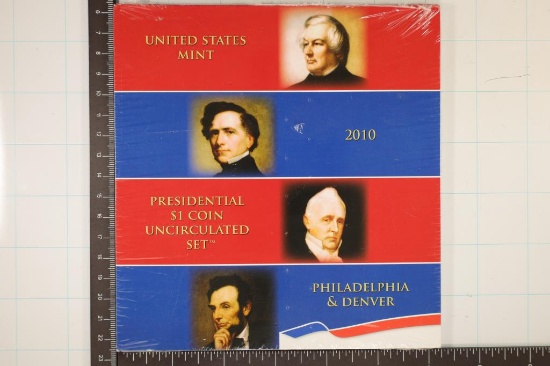 UNITED STATES
MINT
2010
PRESIDENTIAL
$1 COIN
UNCIRCULATED
SET™
PHILADELPHIA
& DENVER